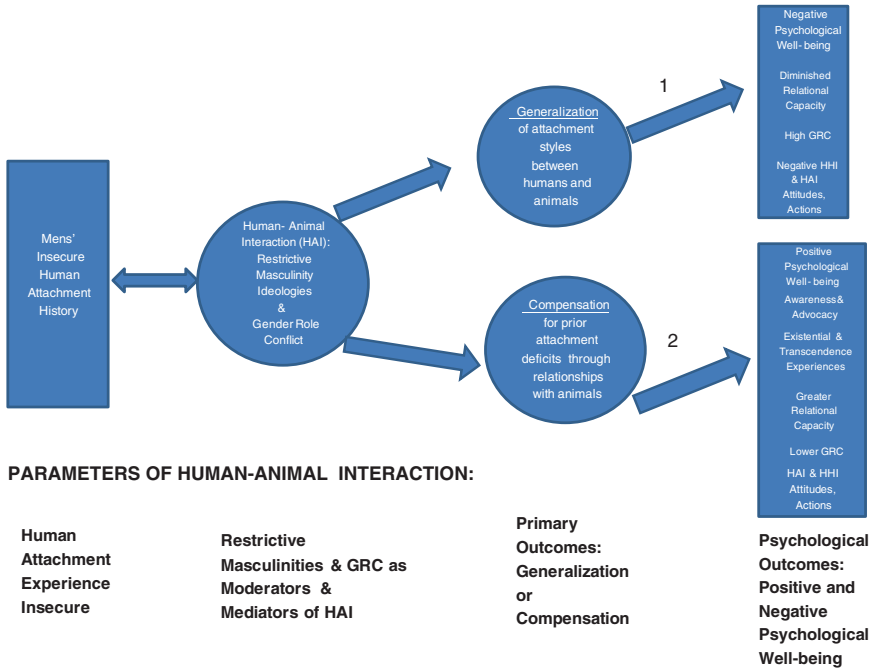 Mens'
Insecure
Human
Attachment
History
Human- Animal
Interaction (HAI):
Restrictive
Masculinity
Ideologies
&
Gender Role
Conflict
Generalization
of attachment
styles
between
humans and
animals
1
Negative
Psychological
Well- being
Diminished
Relational
Capacity
High GRC
Negative HHI
& HAI
Attitudes,
Actions
Compensation
for prior
attachment
deficits through
relationships
with animals
2
Positive
Psychological
Well- being
Awareness&
Advocacy
Existential &
Transcendence
Experiences
Greater
Relational
Capacity
Lower GRC
HAI & HHI
Attitudes,
Actions
PARAMETERS OF HUMAN-ANIMAL INTERACTION:
Human
Attachment
Experience
Insecure
Restrictive
Masculinities & GRC as
Moderators &
Mediators of HAI
Primary
Outcomes:
Generalization
or
Compensation
Psychological
Outcomes:
Positive and
Negative
Psychological
Well-being